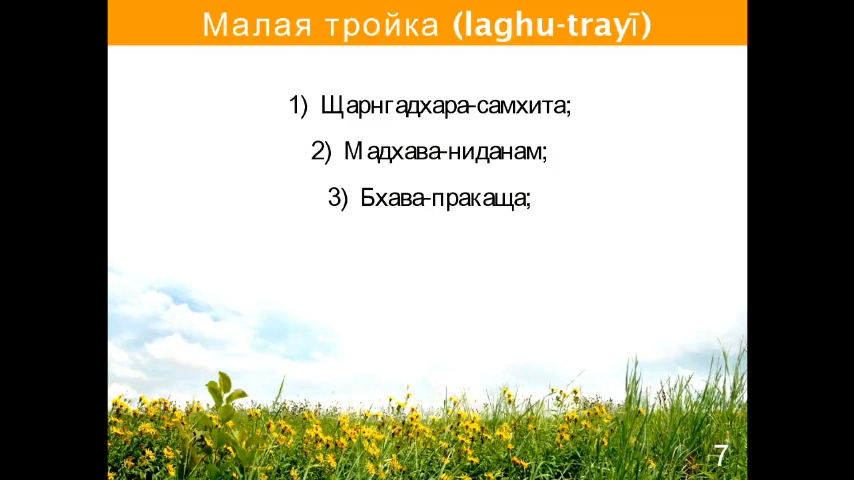 Малая тройка (laghu-trayī)
1) Щарнгадхара-самхита;
2) Мадхава-ниданам;
3) Бхава-пракаща;
7